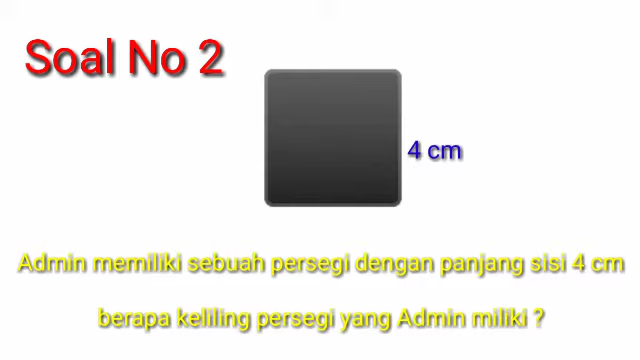 Soal No 2
4 cm
Admin memiliki sebuah persegi dengan panjang sisi 4 cm
berapa keliling persegi yang Admin miliki ?